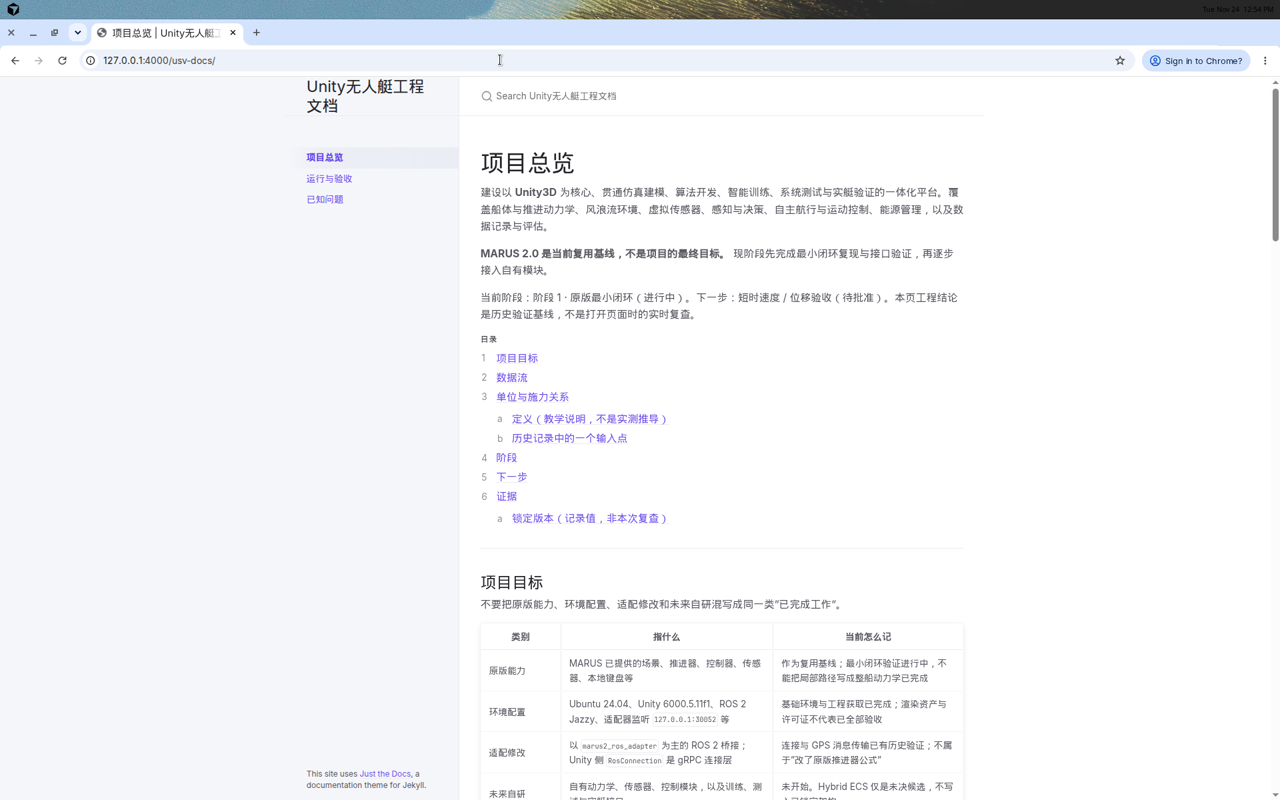 Tue Nov 24 12:54 PM
项目总览 | Unity无人艇工
127.0.0.1:4000/usv-docs/
Sign in to Chrome?
Unity无人艇工程
文档
Search Unity无人艇工程文档
项目总览
运行与验收
已知问题
项目总览
建设以 Unity3D 为核心、贯通仿真建模、算法开发、智能训练、系统测试与实艇验证的一体化平台。覆
盖船体与推进动力学、风浪流环境、虚拟传感器、感知与决策、自主航行与运动控制、能源管理，以及数
据记录与评估。
MARUS 2.0 是当前复用基线，不是项目的最终目标。 现阶段先完成最小闭环复现与接口验证，再逐步
接入自有模块。
当前阶段：阶段 1 · 原版最小闭环（进行中）。下一步：短时速度 / 位移验收（待批准）。本页工程结论
是历史验证基线，不是打开页面时的实时复查。
目录
1 项目目标
2 数据流
3 单位与施力关系
a 定义（教学说明，不是实测推导）
b 历史记录中的一个输入点
4 阶段
5 下一步
6 证据
a 锁定版本（记录值，非本次复查）
项目目标
不要把原版能力、环境配置、适配修改和未来自研混写成同一类“已完成工作”。
类别 指什么 当前怎么记
原版能力 MARUS 已提供的场景、推进器、控制器、传感
器、本地键盘等
作为复用基线；最小闭环验证进行中，不
能把局部路径写成整船动力学已完成
环境配置 Ubuntu 24.04、Unity 6000.5.11f1、ROS 2
Jazzy、适配器监听 127.0.0.1:30052 等
基础环境与工程获取已完成；渲染资产与
许可证不代表已全部验收
适配修改 以 marus2_ros_adapter 为主的 ROS 2 桥接；
Unity 侧 RosConnection 是 gRPC 连接层
连接与 GPS 消息传输已有历史验证；不属
于“改了原版推进器公式”
未来自研 自有动力学、传感器、控制模块，以及训练、测
未开始。Hybrid ECS 仅是未决候选，不写
This site uses Just the Docs, a
documentation theme for Jekyll.